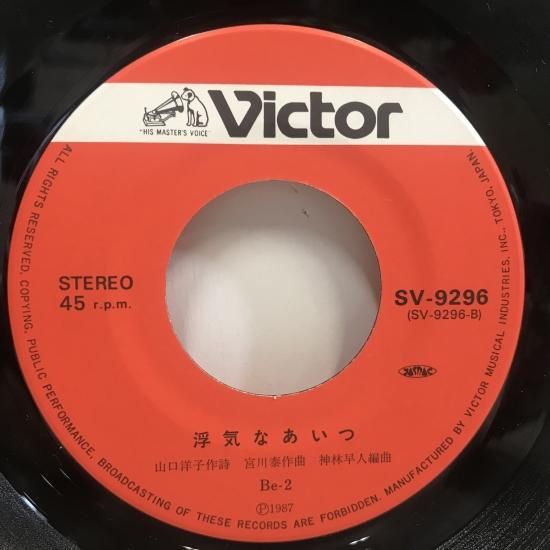 Victor
"HIS MASTER'S VOICE"
STEREO
45 r.p.m.
SV-9296
(SV-9296-B)
JASRAC
浮気なあいつ
山口洋子作詩 宮川泰作曲 神林早人編曲
Be-2
Ⓟ1987
ALL RIGHTS RESERVED, COPYING, PUBLIC PERFORMANCE, BROADCASTING OF THESE RECORDS ARE FORBIDDEN. MANUFACTURED BY VICTOR MUSICAL INDUSTRIES, INC., TOKYO, JAPAN.